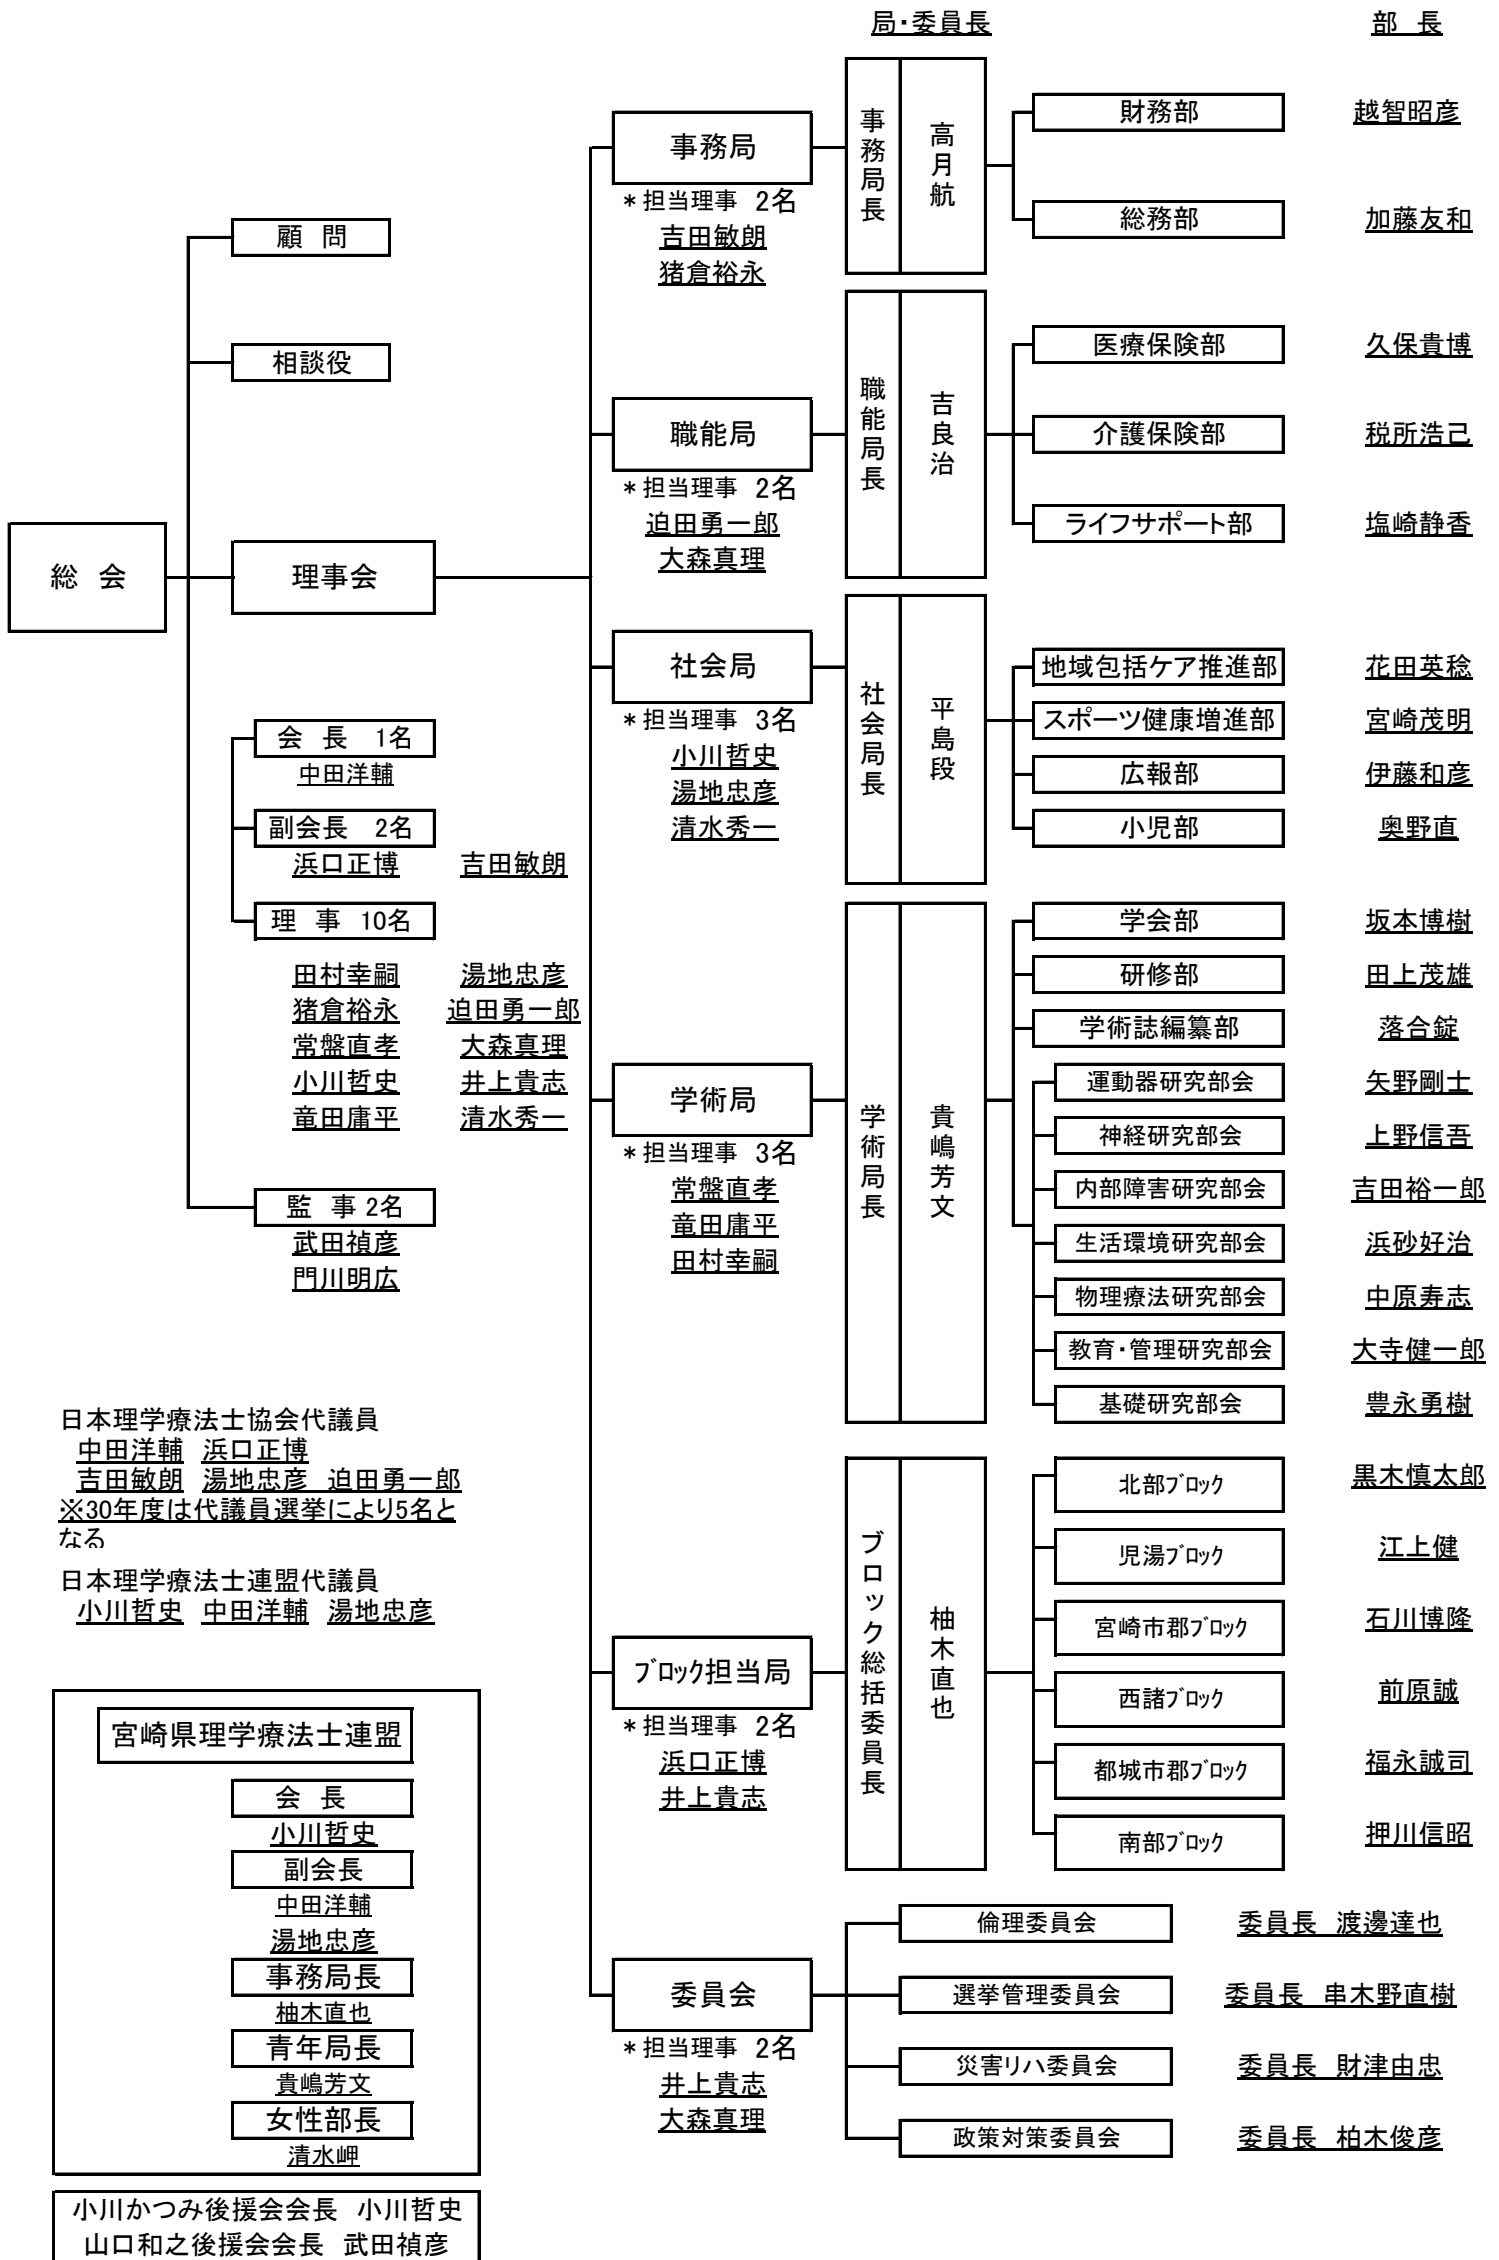 局・委員長
部 長
総 会
顧 問
相談役
理事会
会 長 1名
中田洋輔
副会長 2名
浜口正博 吉田敏朗
理 事 10名
田村幸嗣 湯地忠彦
猪倉裕永 迫田勇一郎
常盤直孝 大森真理
小川哲史 井上貴志
竜田庸平 清水秀一
監 事 2名
武田禎彦
門川明広
事務局
*担当理事 2名
吉田敏朗
猪倉裕永
事務局長
高月航
財務部 越智昭彦
総務部 加藤友和
職能局
*担当理事 2名
迫田勇一郎
大森真理
職能局長
吉良治
医療保険部 久保貴博
介護保険部 税所浩己
ライフサポート部 塩崎静香
社会局
*担当理事 3名
小川哲史
湯地忠彦
清水秀一
社会局長
平島段
地域包括ケア推進部 花田英稔
スポーツ健康増進部 宮崎茂明
広報部 伊藤和彦
小児部 奥野直
学術局
*担当理事 3名
常盤直孝
竜田庸平
田村幸嗣
学術局長
貴嶋芳文
学会部 坂本博樹
研修部 田上茂雄
学術誌編纂部 落合錠
運動器研究部会 矢野剛士
神経研究部会 上野信吾
内部障害研究部会 吉田裕一郎
生活環境研究部会 浜砂好治
物理療法研究部会 中原寿志
教育・管理研究部会 大寺健一郎
基礎研究部会 豊永勇樹
ブロック担当局
*担当理事 2名
浜口正博
井上貴志
ブロック総括委員長
柚木直也
北部ブロック 黒木慎太郎
児湯ブロック 江上健
宮崎市郡ブロック 石川博隆
西諸ブロック 前原誠
都城市郡ブロック 福永誠司
南部ブロック 押川信昭
委員会
*担当理事 2名
井上貴志
大森真理
倫理委員会 委員長 渡邊達也
選挙管理委員会 委員長 串木野直樹
災害リハ委員会 委員長 財津由忠
政策対策委員会 委員長 柏木俊彦
日本理学療法士協会代議員
中田洋輔 浜口正博
吉田敏朗 湯地忠彦 迫田勇一郎
※30年度は代議員選挙により5名と
なる
日本理学療法士連盟代議員
小川哲史 中田洋輔 湯地忠彦
宮崎県理学療法士連盟
会 長
小川哲史
副会長
中田洋輔
湯地忠彦
事務局長
柚木直也
青年局長
貴嶋芳文
女性部長
清水岬
小川かつみ後援会会長 小川哲史
山口和之後援会会長 武田禎彦